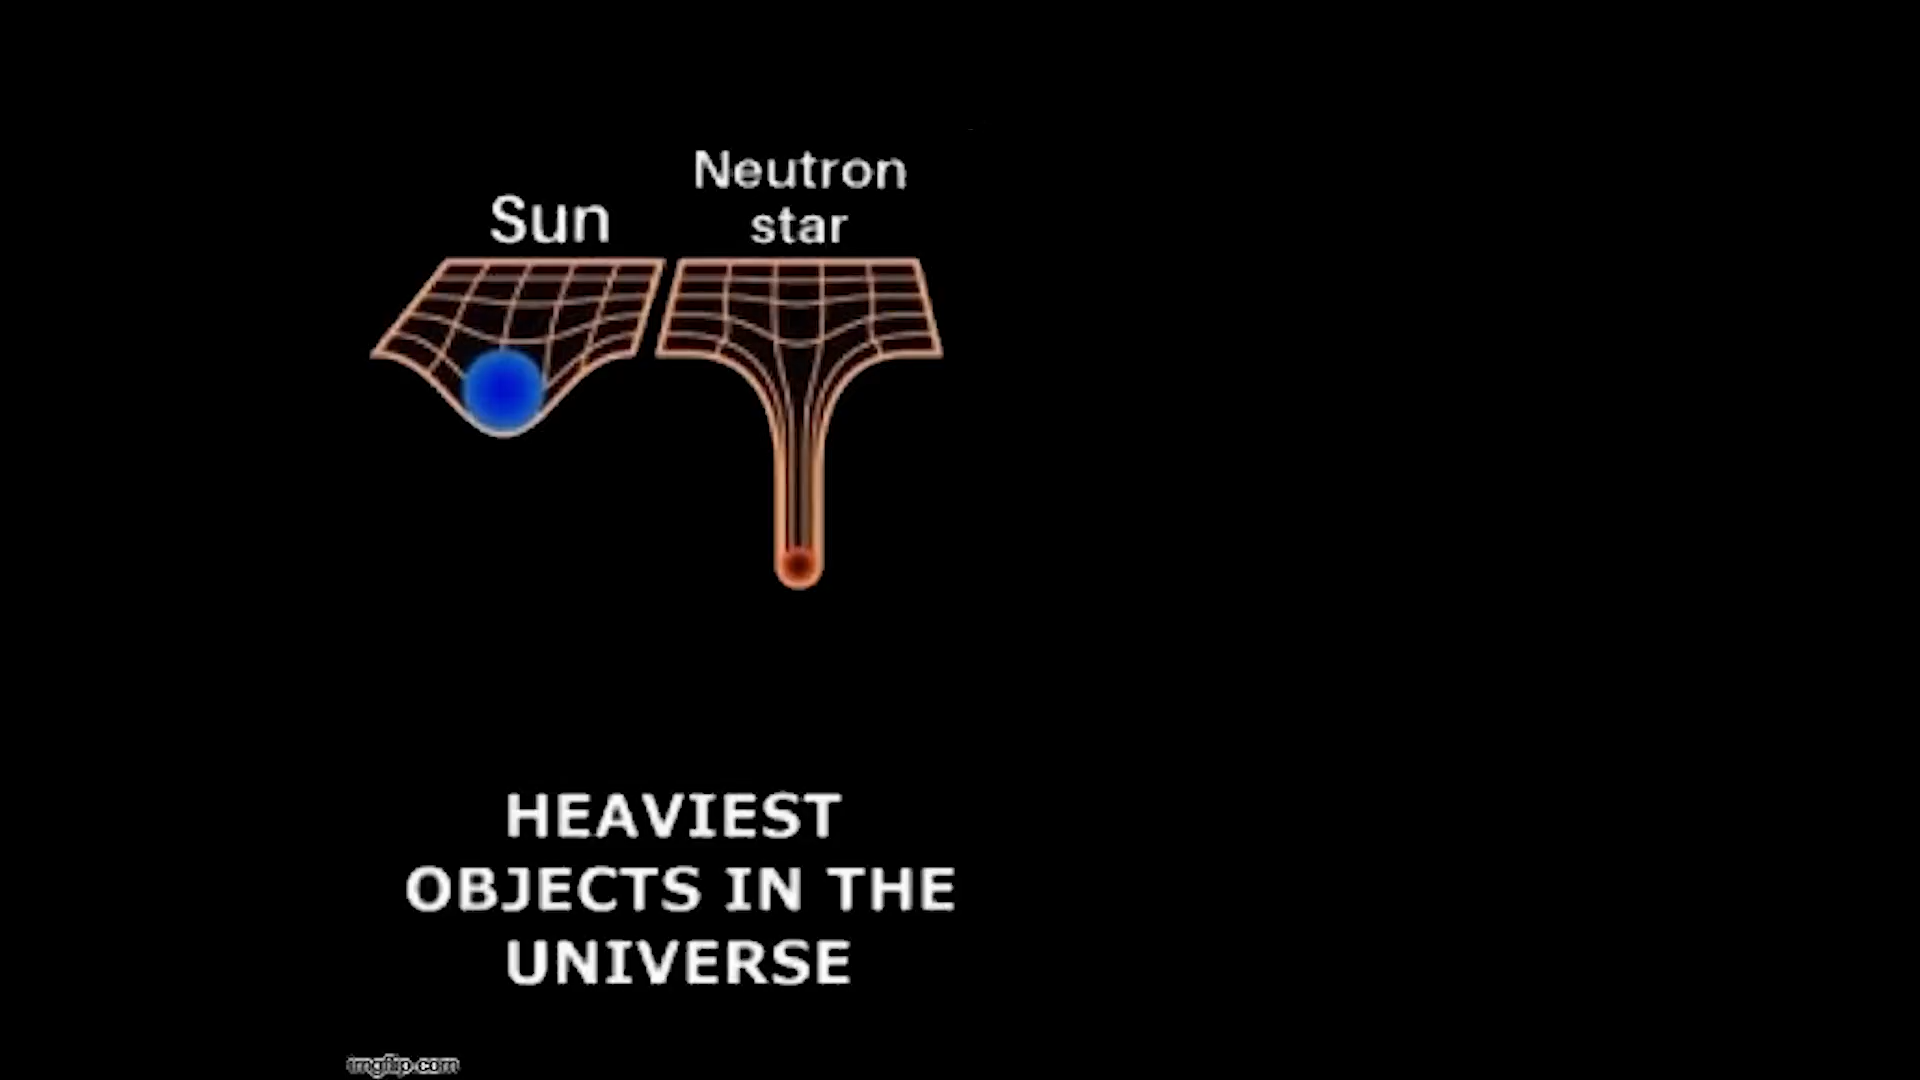 Sun
Neutron
star
HEAVIEST
OBJECTS IN THE
UNIVERSE
imgflip.com